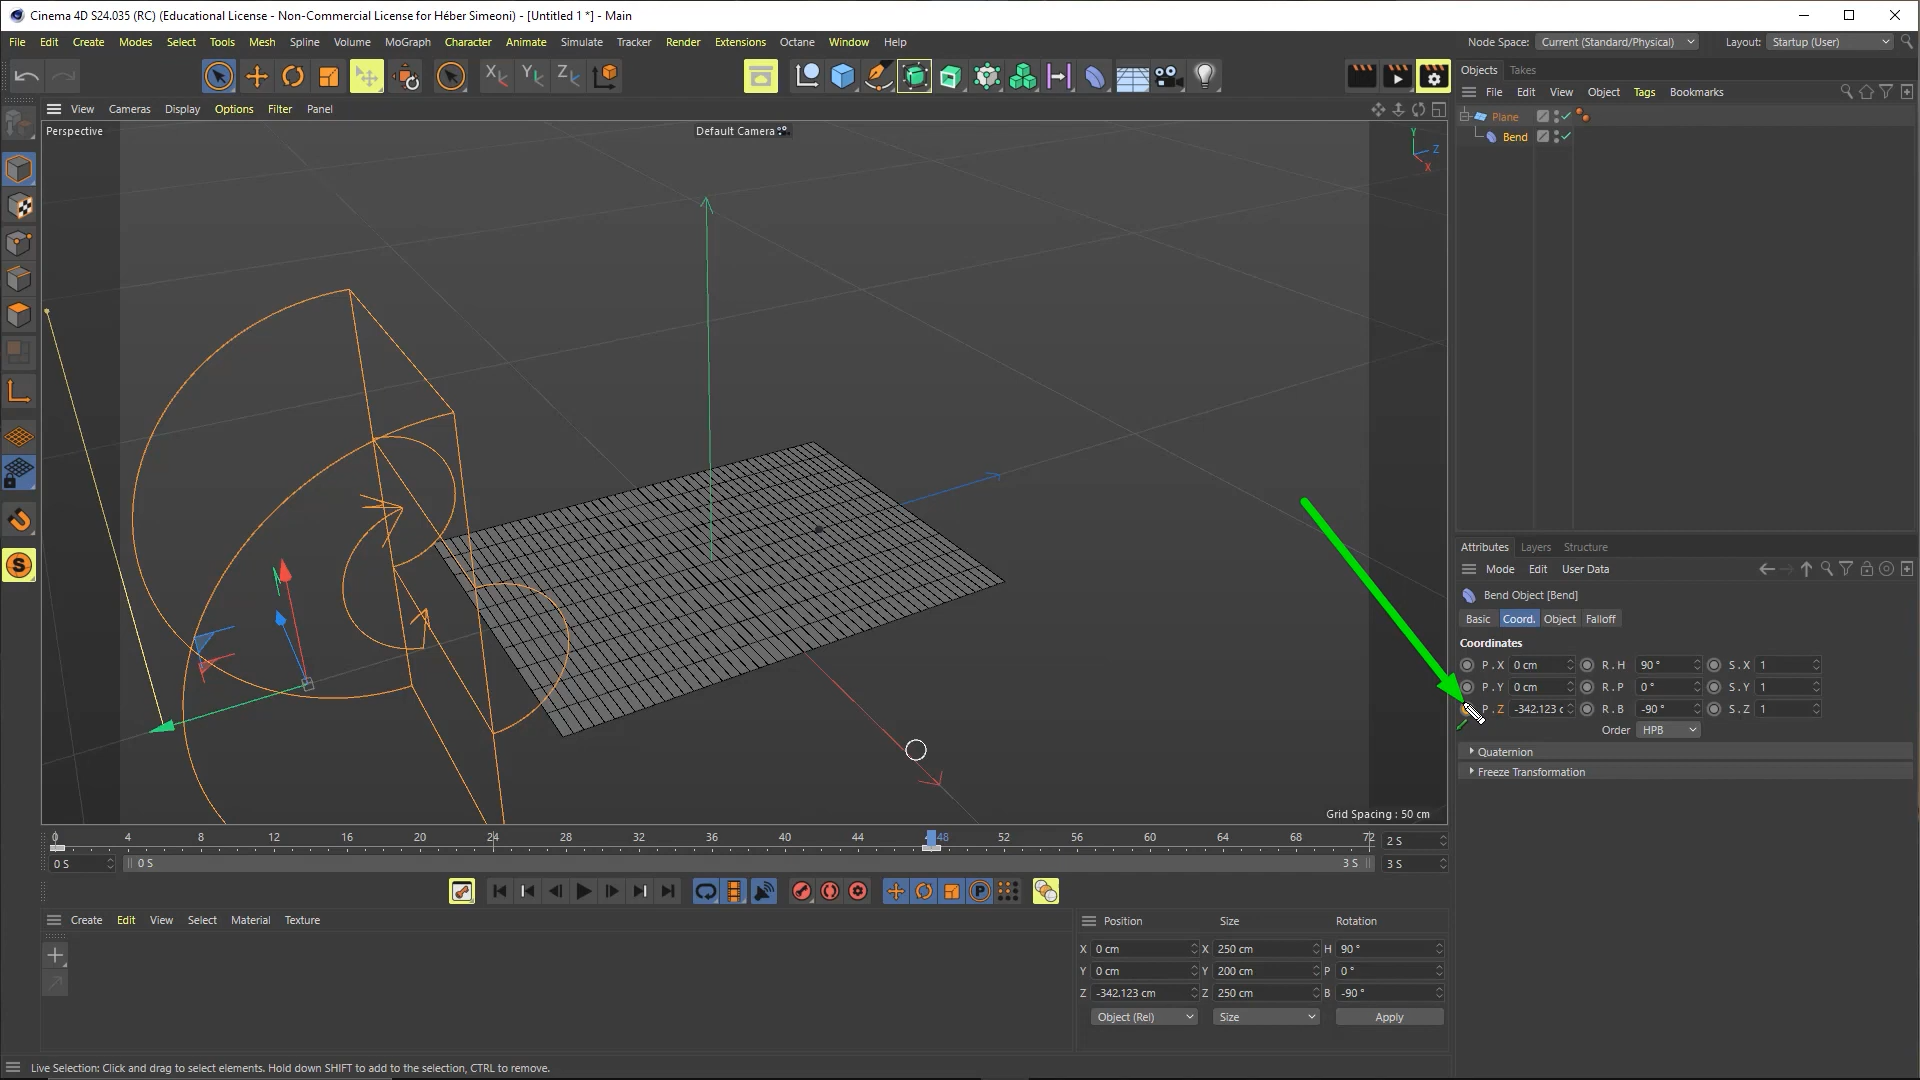 Cinema 4D S24.035 (RC) (Educational License - Non-Commercial License for Héber Simeoni) - [Untitled 1 *] - Main
File Edit Create Modes Select Tools Mesh Spline Volume MoGraph Character Animate Simulate Tracker Render Extensions Octane Window Help Node Space: Current (Standard/Physical) Layout: Startup (User)
X Y Z
Objects Takes
File Edit View Object Tags Bookmarks
View Cameras Display Options Filter Panel
Perspective
Default Camera
Y
Z
X
Plane
Bend
Attributes Layers Structure
Mode Edit User Data
Bend Object [Bend]
Basic Coord. Object Falloff
Coordinates
P . X 0 cm R . H 90 ° S . X 1
P . Y 0 cm R . P 0 ° S . Y 1
P . Z -342.123 c R . B -90 ° S . Z 1
Order HPB
Quaternion
Freeze Transformation
Grid Spacing : 50 cm
0 4 8 12 16 20 24 28 32 36 40 44 48 52 56 60 64 68 72 2 S
0 S 0 S 3 S 3 S
P
S
Create Edit View Select Material Texture
Position Size Rotation
X 0 cm X 250 cm H 90 °
Y 0 cm Y 200 cm P 0 °
Z -342.123 cm Z 250 cm B -90 °
Object (Rel) Size Apply
Live Selection: Click and drag to select elements. Hold down SHIFT to add to the selection, CTRL to remove.